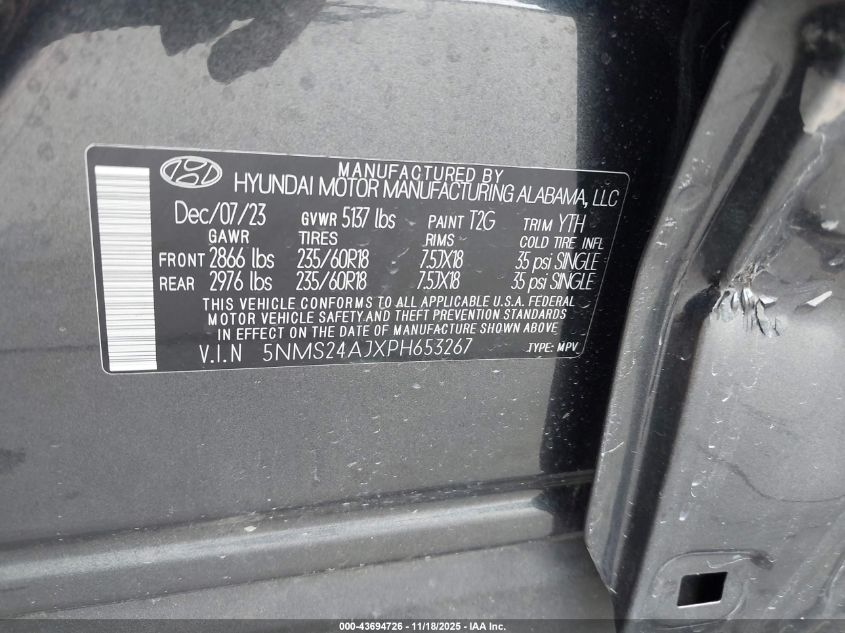 MANUFACTURED BY
HYUNDAI MOTOR MANUFACTURING ALABAMA, LLC
Dec/07/23 GVWR 5137 lbs PAINT T2G TRIM YTH
GAWR TIRES RIMS COLD TIRE INFL
FRONT 2866 lbs 235/60R18 7.5JX18 35 psi SINGLE
REAR 2976 lbs 235/60R18 7.5JX18 35 psi SINGLE
THIS VEHICLE CONFORMS TO ALL APPLICABLE U.S.A. FEDERAL
MOTOR VEHICLE SAFETY AND THEFT PREVENTION STANDARDS
IN EFFECT ON THE DATE OF MANUFACTURE SHOWN ABOVE
V.I.N 5NMS24AJXPH653267 TYPE: MPV
000-43694726 - 11/18/2025 - IAA Inc.